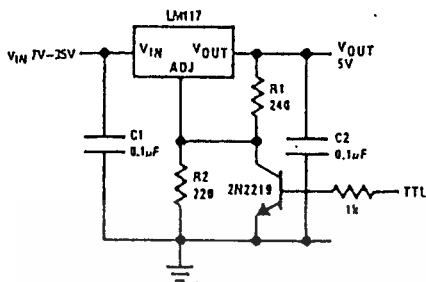 LM117
VIN 7V-35V
VIN VOUT
ADJ
VOUT
5V
R1
240
C1
0.1µF
R2
220
2N2219
C2
0.1µF
1k
TTL